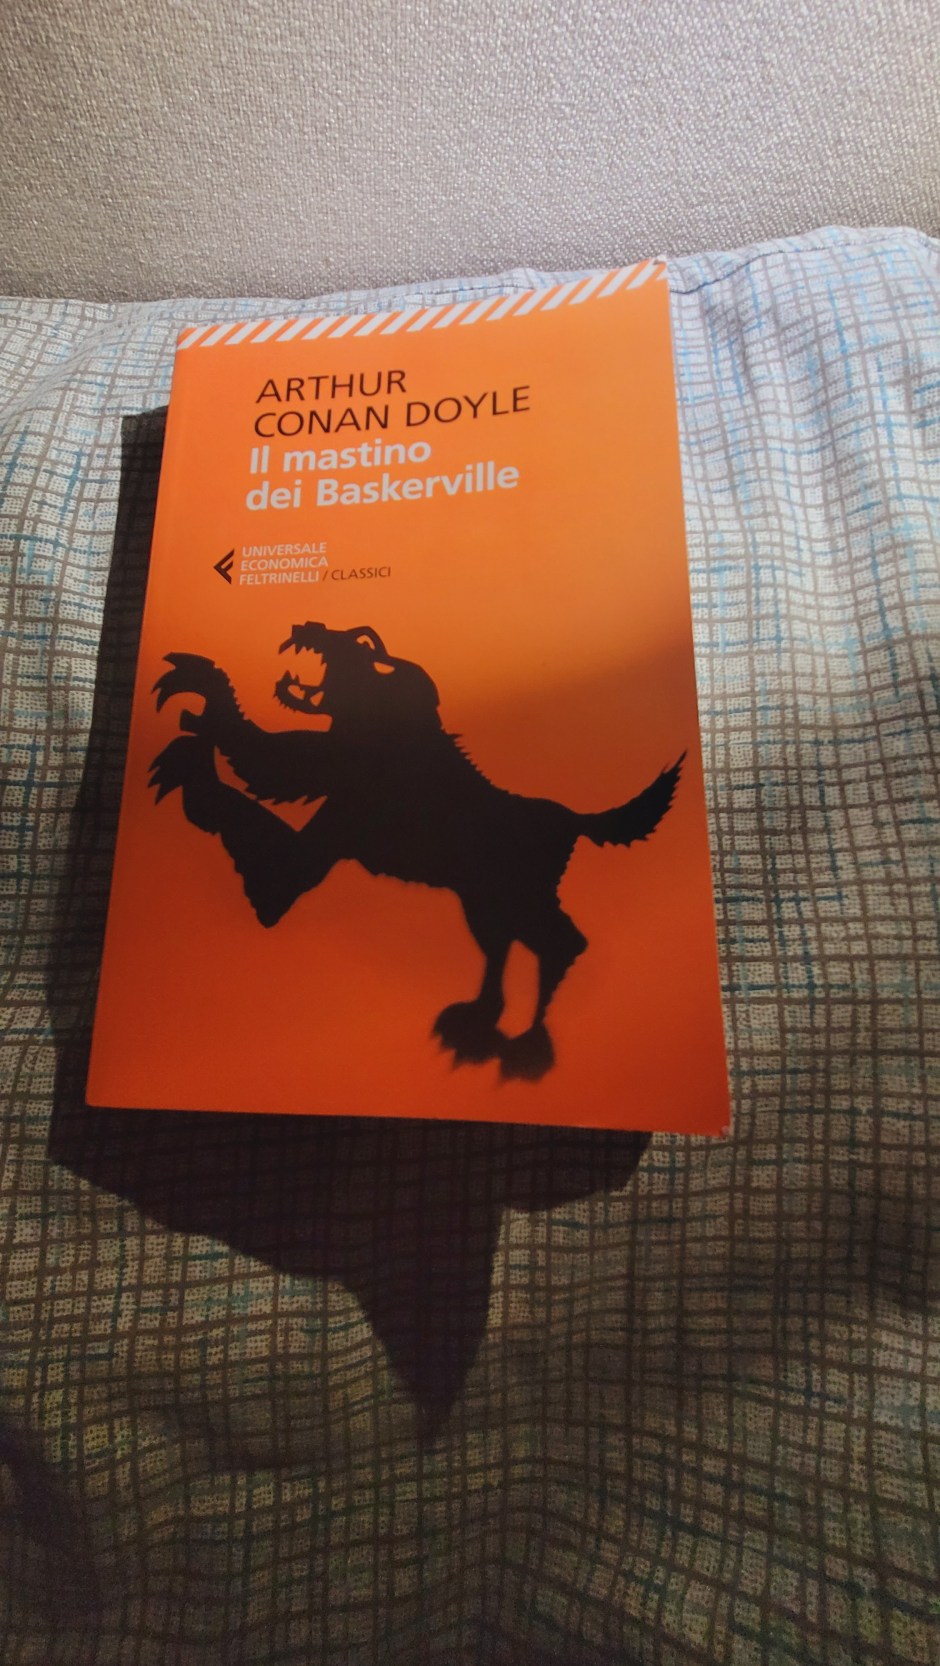 ARTHUR
CONAN DOYLE
Il mastino
dei Baskerville
UNIVERSALE
ECONOMICA
FELTRINELLI / CLASSICI